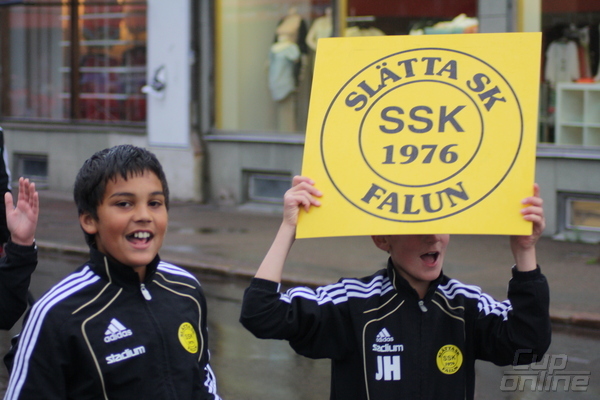 SLÄTTA SK
SSK
1976
FALUN
adidas
stadium
adidas
stadium
JH
Cup
ONLINE